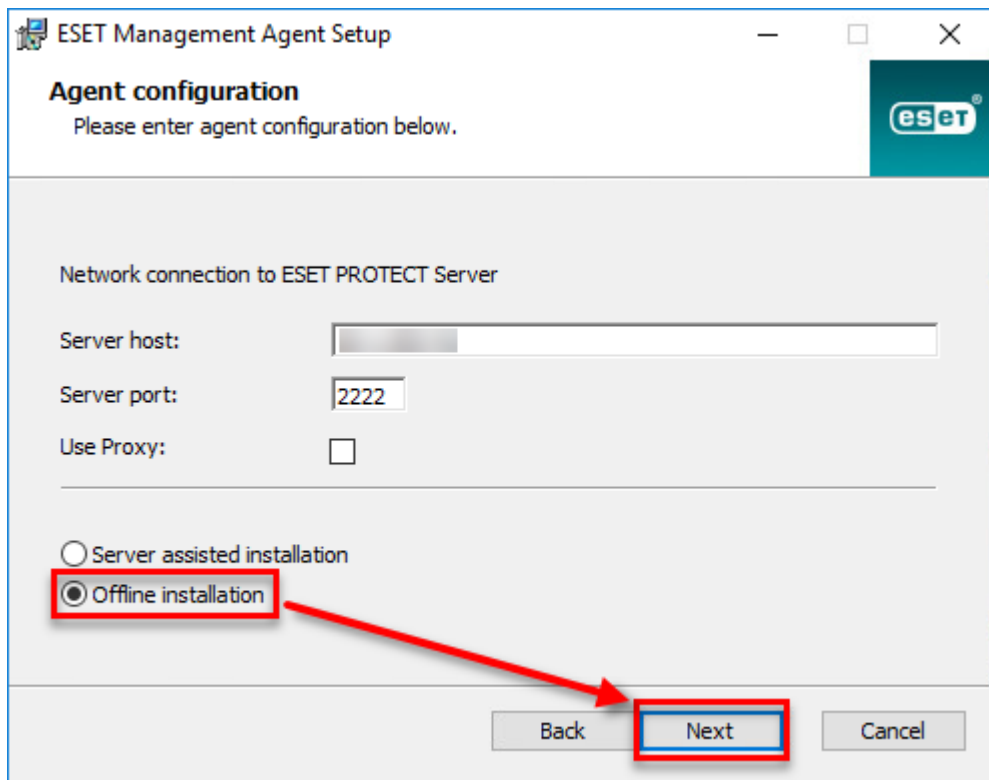 ESET Management Agent Setup
Agent configuration
Please enter agent configuration below.
eset®
Network connection to ESET PROTECT Server
Server host:
Server port: 2222
Use Proxy:
Server assisted installation
Offline installation
Back Next Cancel